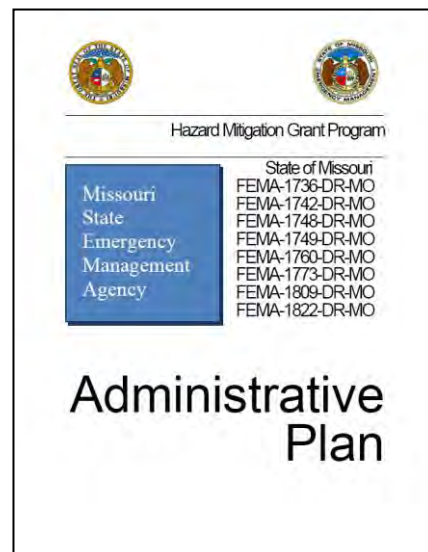 Hazard Mitigation Grant Program
State of Missouri
FEMA-1736-DR-MO
FEMA-1742-DR-MO
FEMA-1748-DR-MO
FEMA-1749-DR-MO
FEMA-1760-DR-MO
FEMA-1773-DR-MO
FEMA-1809-DR-MO
FEMA-1822-DR-MO
Missouri
State
Emergency
Management
Agency
Administrative
Plan